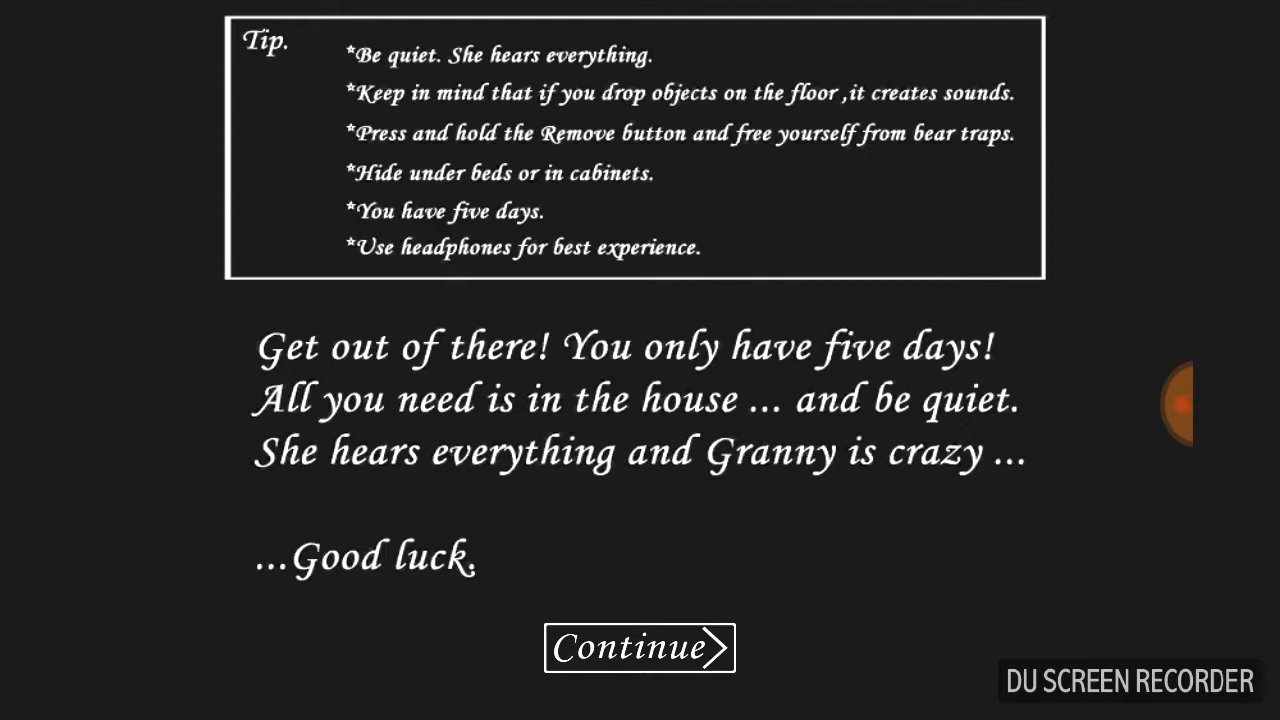 Tip.
*Be quiet. She hears everything.
*Keep in mind that if you drop objects on the floor ,it creates sounds.
*Press and hold the Remove button and free yourself from bear traps.
*Hide under beds or in cabinets.
*You have five days.
*Use headphones for best experience.
Get out of there! You only have five days!
All you need is in the house ... and be quiet.
She hears everything and Granny is crazy ...
...Good luck.
Continue
DU SCREEN RECORDER